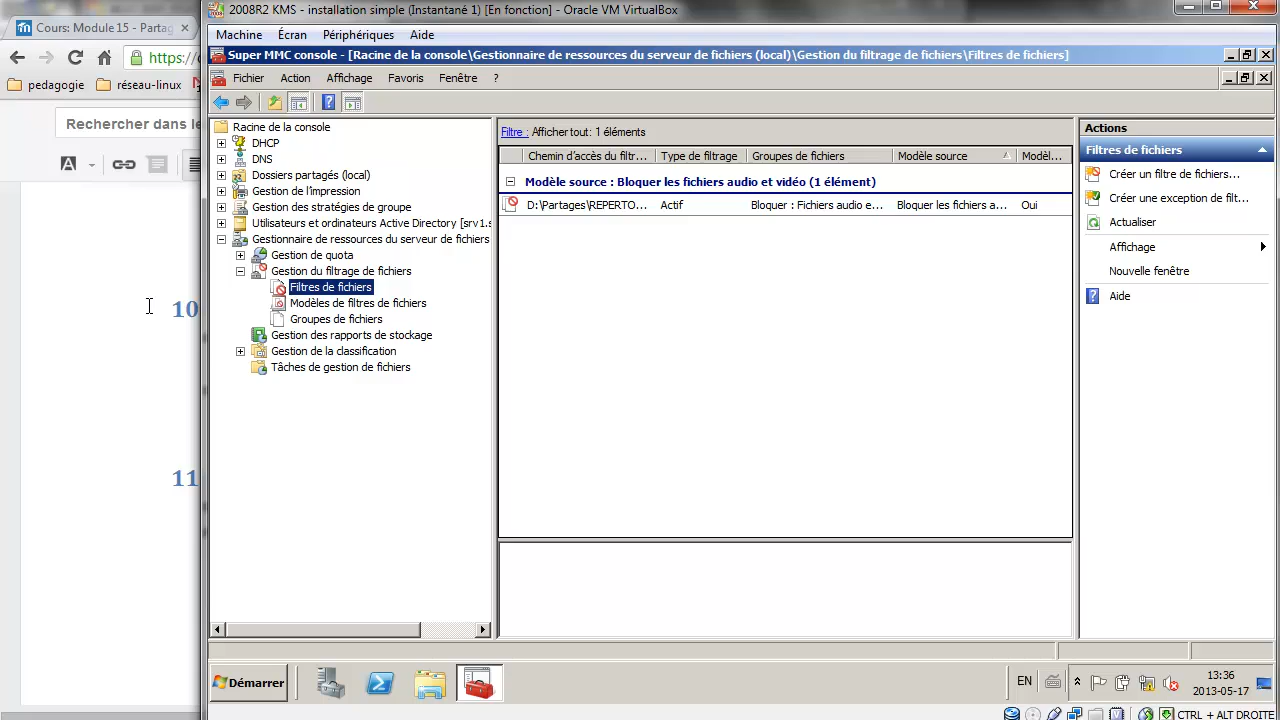 Cours: Module 15 - Partag
https://
pedagogie
réseau-linux
Rechercher dans le
A
10
11
2008R2 KMS - installation simple (Instantané 1) [En fonction] - Oracle VM VirtualBox
Machine Écran Périphériques Aide
Super MMC console - [Racine de la console\Gestionnaire de ressources du serveur de fichiers (local)\Gestion du filtrage de fichiers\Filtres de fichiers]
Fichier Action Affichage Favoris Fenêtre ?
Racine de la console
DHCP
DNS
Dossiers partagés (local)
Gestion de l'impression
Gestion des stratégies de groupe
Utilisateurs et ordinateurs Active Directory [srv1.s
Gestionnaire de ressources du serveur de fichiers
Gestion de quota
Gestion du filtrage de fichiers
Filtres de fichiers
Modèles de filtres de fichiers
Groupes de fichiers
Gestion des rapports de stockage
Gestion de la classification
Tâches de gestion de fichiers
Filtre : Afficher tout: 1 éléments
Chemin d'accès du filtr... Type de filtrage Groupes de fichiers Modèle source Modèl...
Modèle source : Bloquer les fichiers audio et vidéo (1 élément)
D:\Partages\REPERTO... Actif Bloquer : Fichiers audio e... Bloquer les fichiers a... Oui
Actions
Filtres de fichiers
Créer un filtre de fichiers...
Créer une exception de filt...
Actualiser
Affichage
Nouvelle fenêtre
Aide
Démarrer
EN
13:36
2013-05-17
CTRL + ALT DROITE